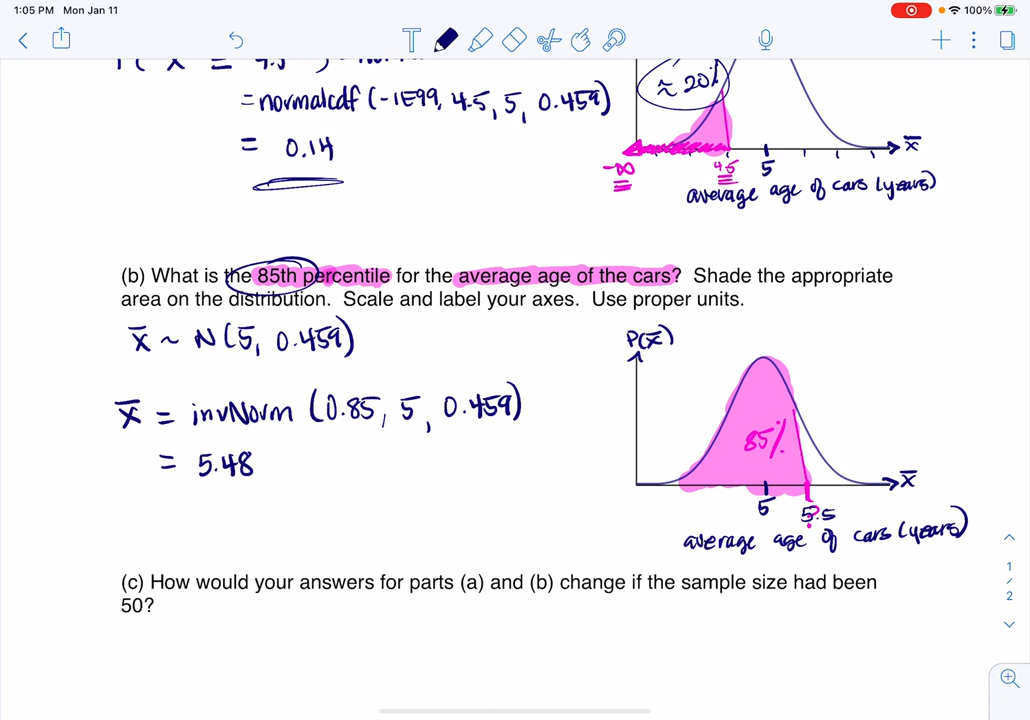 1:05 PM Mon Jan 11
100%
≈ 20%
= normalcdf (-1E99, 4.5, 5, 0.459)
= 0.14
-∞ 4.5 5 x̄
average age of cars (years)
(b) What is the 85th percentile for the average age of the cars? Shade the appropriate
area on the distribution. Scale and label your axes. Use proper units.
x̄ ~ N(5, 0.459)
P(x̄)
x̄ = invNorm (0.85, 5, 0.459)
= 5.48
85%
x̄
5 5.5
average age of cars (years)
(c) How would your answers for parts (a) and (b) change if the sample size had been
50?
1
/
2